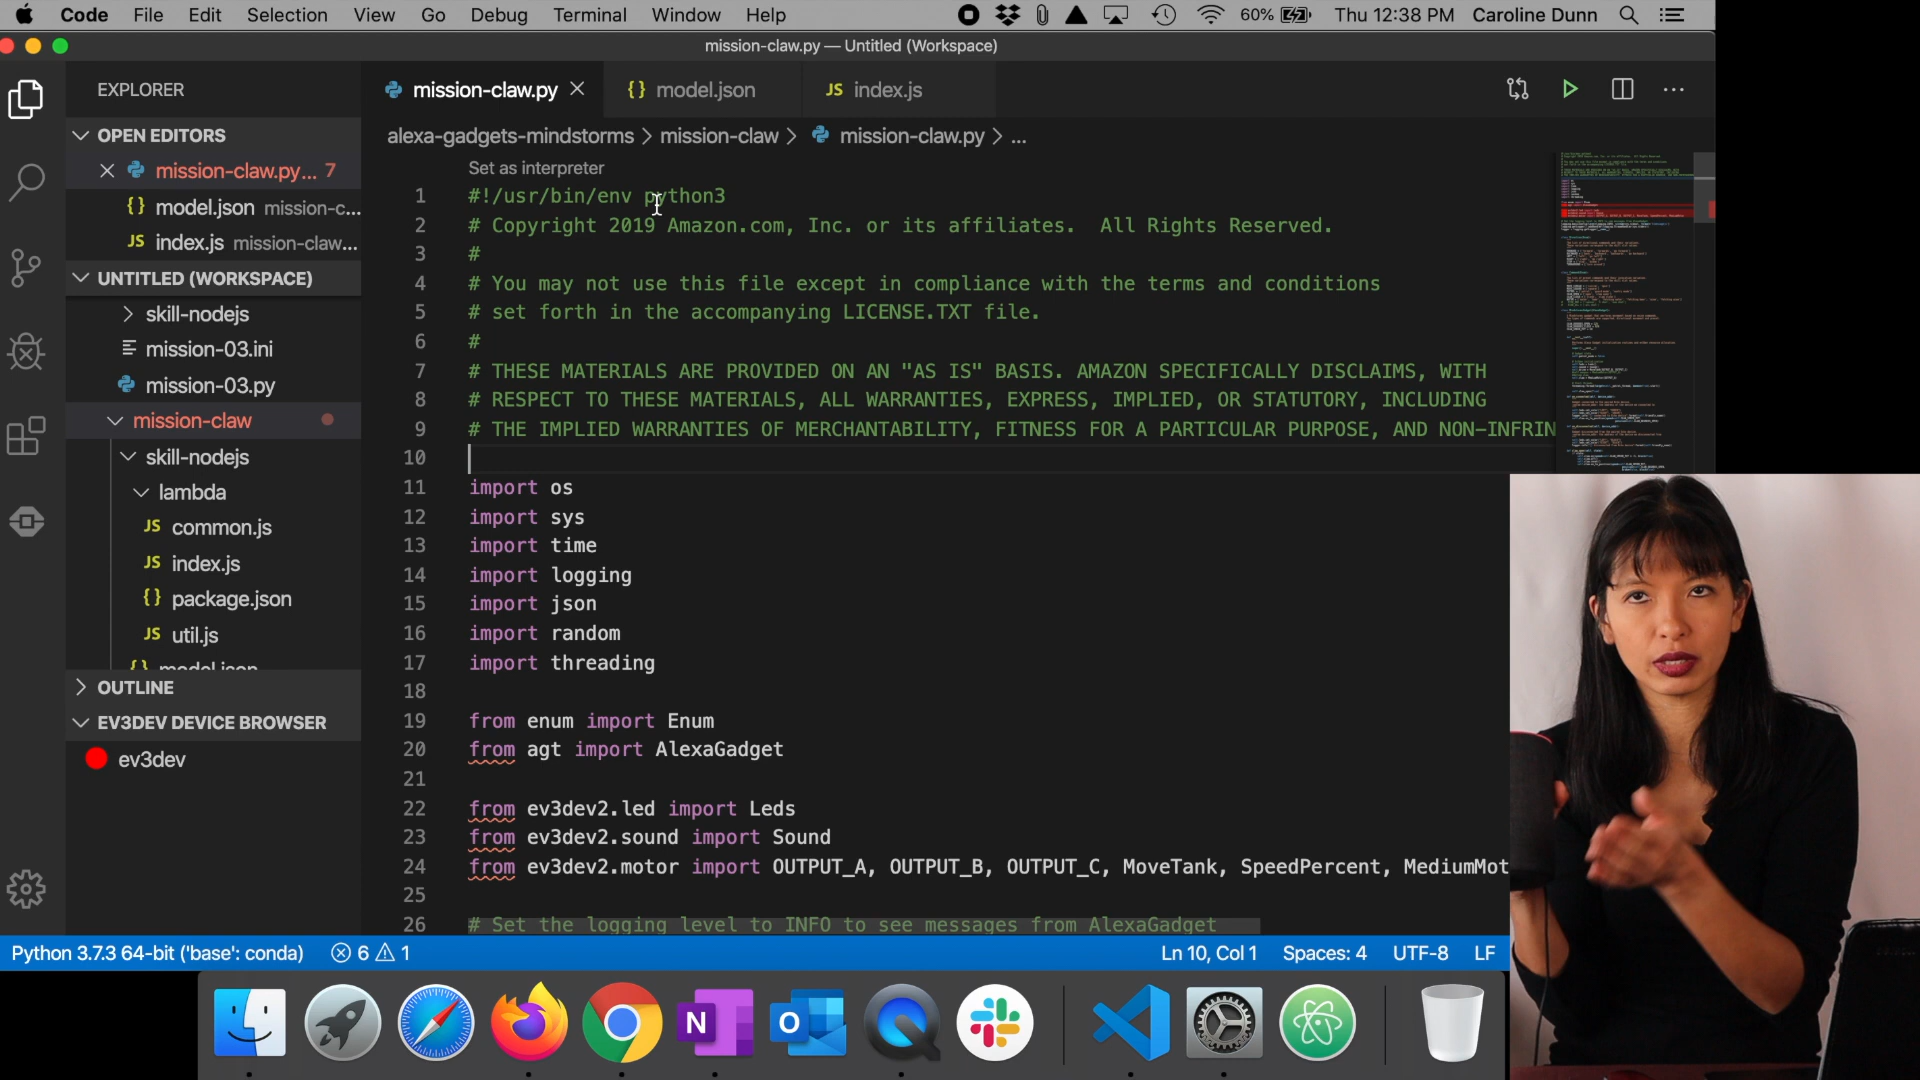 Code File Edit Selection View Go Debug Terminal Window Help 60% Thu 12:38 PM Caroline Dunn
mission-claw.py — Untitled (Workspace)
EXPLORER
OPEN EDITORS
mission-claw.py... 7
{} model.json mission-c...
JS index.js mission-claw...
UNTITLED (WORKSPACE)
skill-nodejs
mission-03.ini
mission-03.py
mission-claw
skill-nodejs
lambda
JS common.js
JS index.js
{} package.json
JS util.js
{} model.json
OUTLINE
EV3DEV DEVICE BROWSER
ev3dev
mission-claw.py {} model.json JS index.js
alexa-gadgets-mindstorms > mission-claw > mission-claw.py > ...
Set as interpreter
1 #!/usr/bin/env python3
2 # Copyright 2019 Amazon.com, Inc. or its affiliates.  All Rights Reserved.
3 #
4 # You may not use this file except in compliance with the terms and conditions
5 # set forth in the accompanying LICENSE.TXT file.
6 #
7 # THESE MATERIALS ARE PROVIDED ON AN "AS IS" BASIS. AMAZON SPECIFICALLY DISCLAIMS, WITH
8 # RESPECT TO THESE MATERIALS, ALL WARRANTIES, EXPRESS, IMPLIED, OR STATUTORY, INCLUDING
9 # THE IMPLIED WARRANTIES OF MERCHANTABILITY, FITNESS FOR A PARTICULAR PURPOSE, AND NON-INFRIN
10
11 import os
12 import sys
13 import time
14 import logging
15 import json
16 import random
17 import threading
18
19 from enum import Enum
20 from agt import AlexaGadget
21
22 from ev3dev2.led import Leds
23 from ev3dev2.sound import Sound
24 from ev3dev2.motor import OUTPUT_A, OUTPUT_B, OUTPUT_C, MoveTank, SpeedPercent, MediumMot
25
26 # Set the logging level to INFO to see messages from AlexaGadget
Python 3.7.3 64-bit ('base': conda) 6 1 Ln 10, Col 1 Spaces: 4 UTF-8 LF
N O